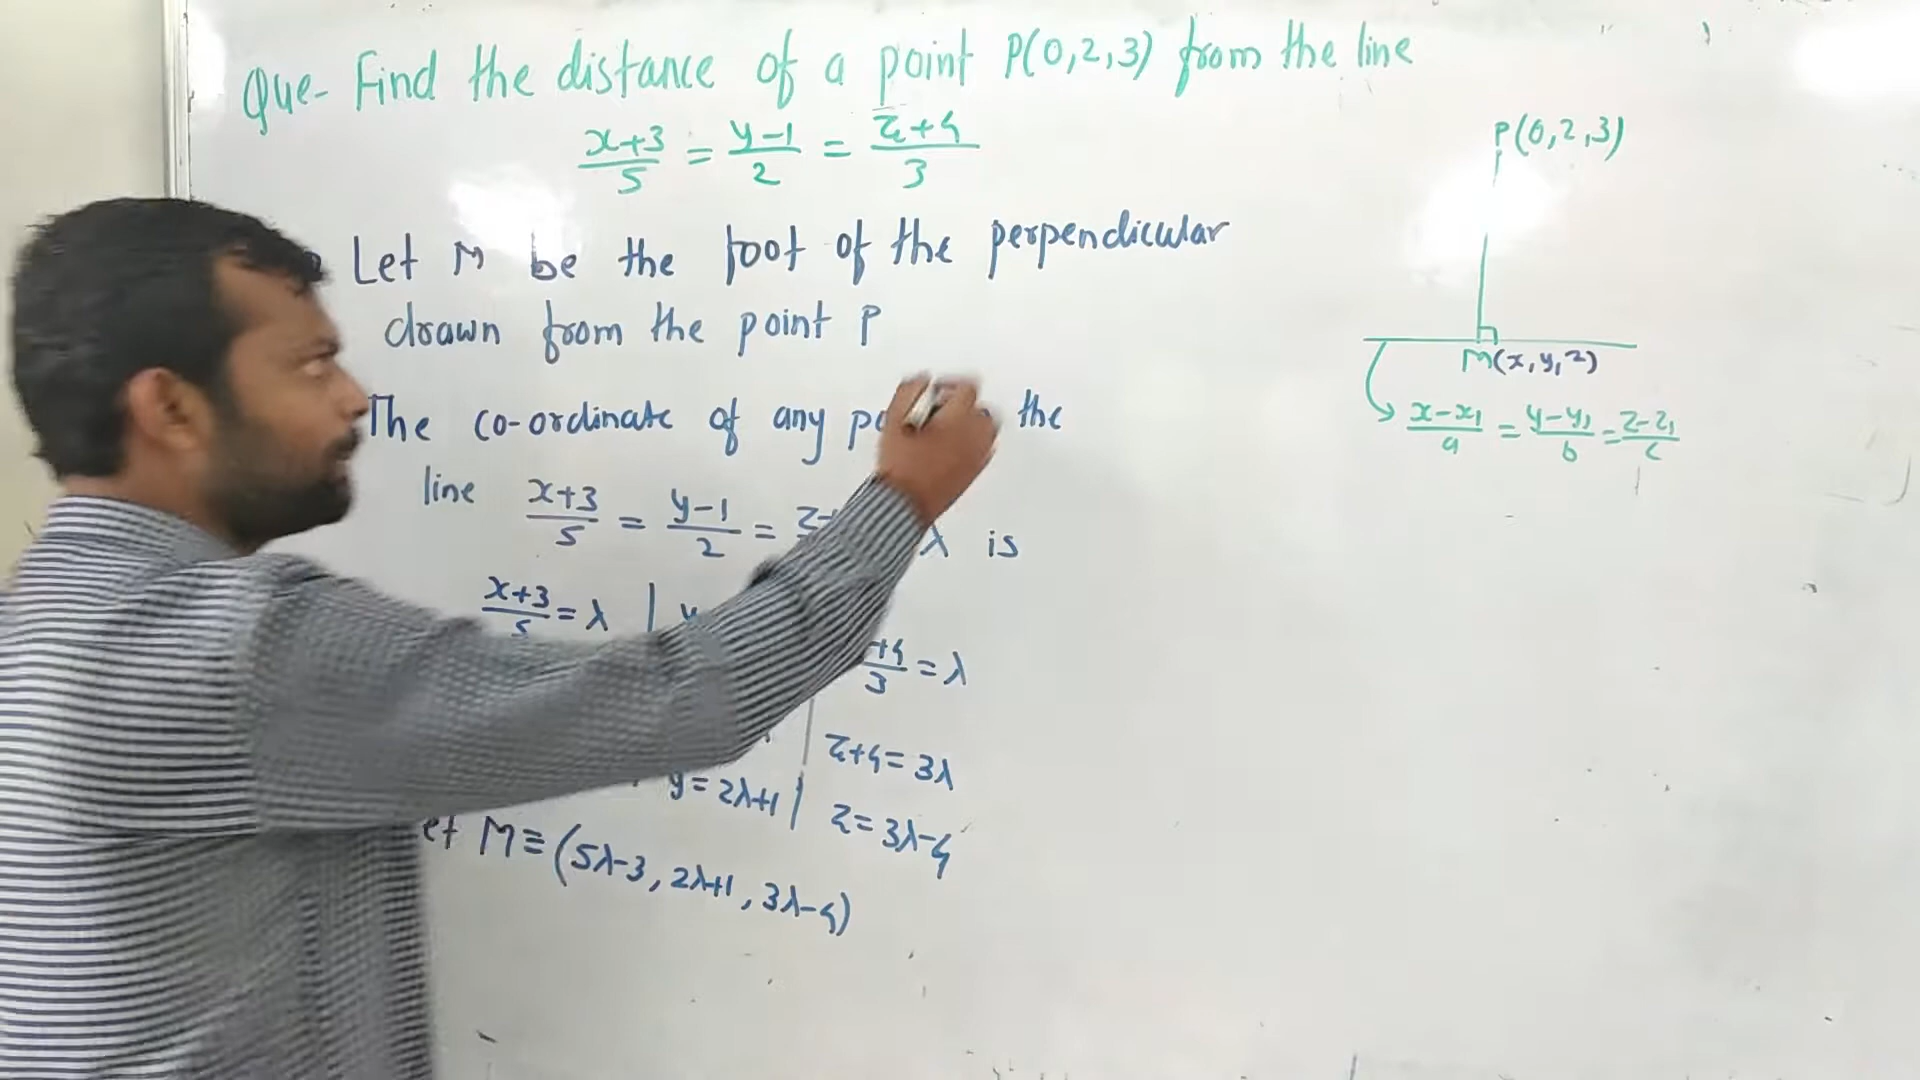 Que- Find the distance of a point P(0,2,3) from the line
x+3/5 = y-1/2 = z+4/3
Let M be the foot of the perpendicular
drawn from the point P
The co-ordinate of any the
line x+3/5 = y-1/2 = λ is
x+3/5 = λ | +4/3 = λ
z+4 = 3λ
y = 2λ+1 | z = 3λ-4
M ≡ (5λ-3, 2λ+1, 3λ-4)
P(0,2,3)
M(x,y,z)
x-x₁/a = y-y₁/b = z-z₁/c